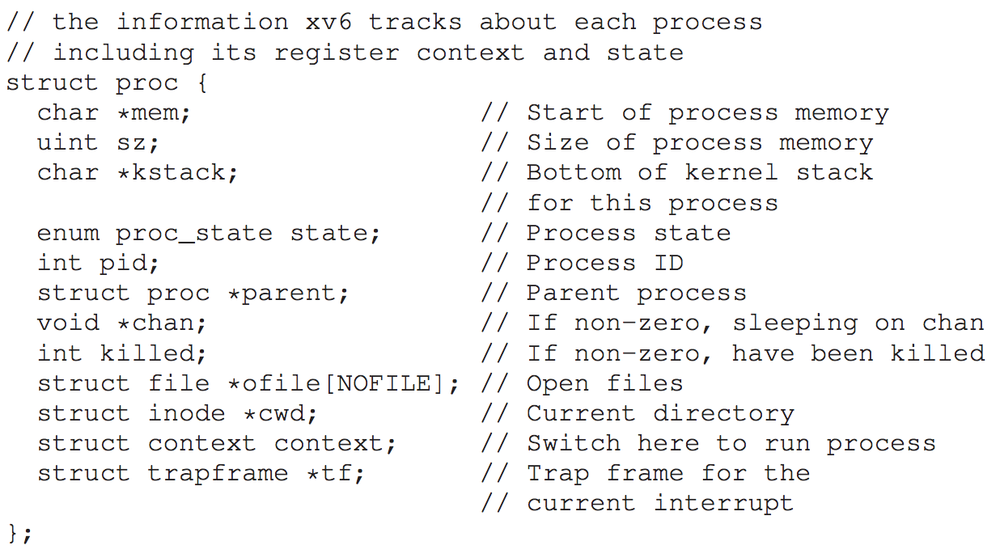 // the information xv6 tracks about each process
// including its register context and state
struct proc {
  char *mem;                  // Start of process memory
  uint sz;                    // Size of process memory
  char *kstack;               // Bottom of kernel stack
                              // for this process
  enum proc_state state;      // Process state
  int pid;                    // Process ID
  struct proc *parent;        // Parent process
  void *chan;                 // If non-zero, sleeping on chan
  int killed;                 // If non-zero, have been killed
  struct file *ofile[NOFILE]; // Open files
  struct inode *cwd;          // Current directory
  struct context context;     // Switch here to run process
  struct trapframe *tf;       // Trap frame for the
                              // current interrupt
};